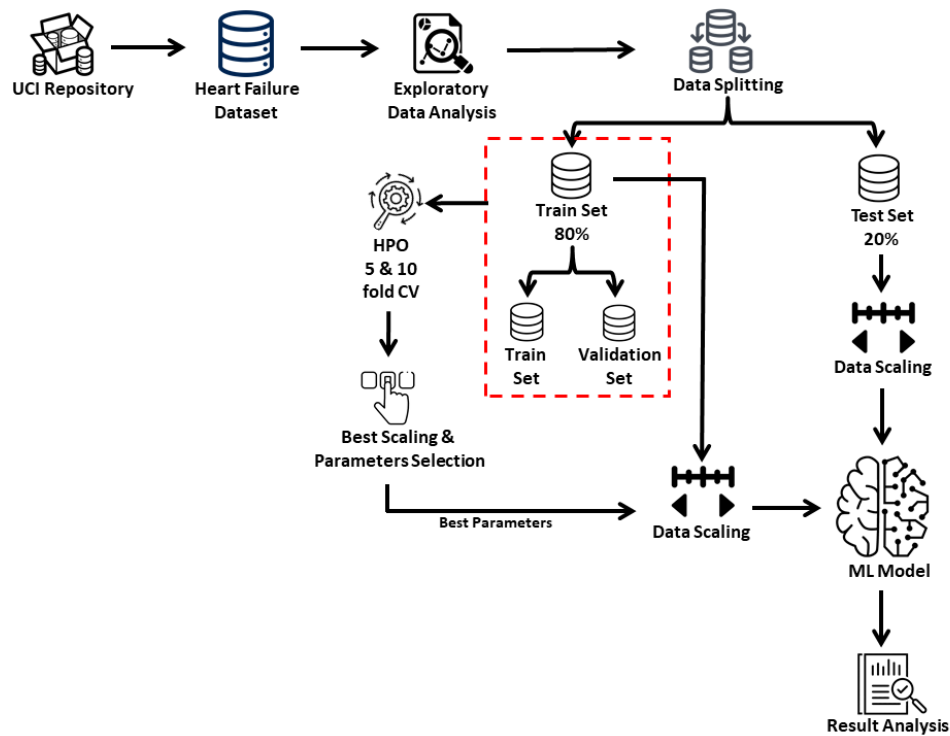 UCI Repository
Heart Failure
Dataset
Exploratory
Data Analysis
Data Splitting
Train Set
80%
Test Set
20%
HPO
5 & 10
fold CV
Train
Set
Validation
Set
Data Scaling
Best Scaling &
Parameters Selection
Best Parameters
Data Scaling
ML Model
Result Analysis